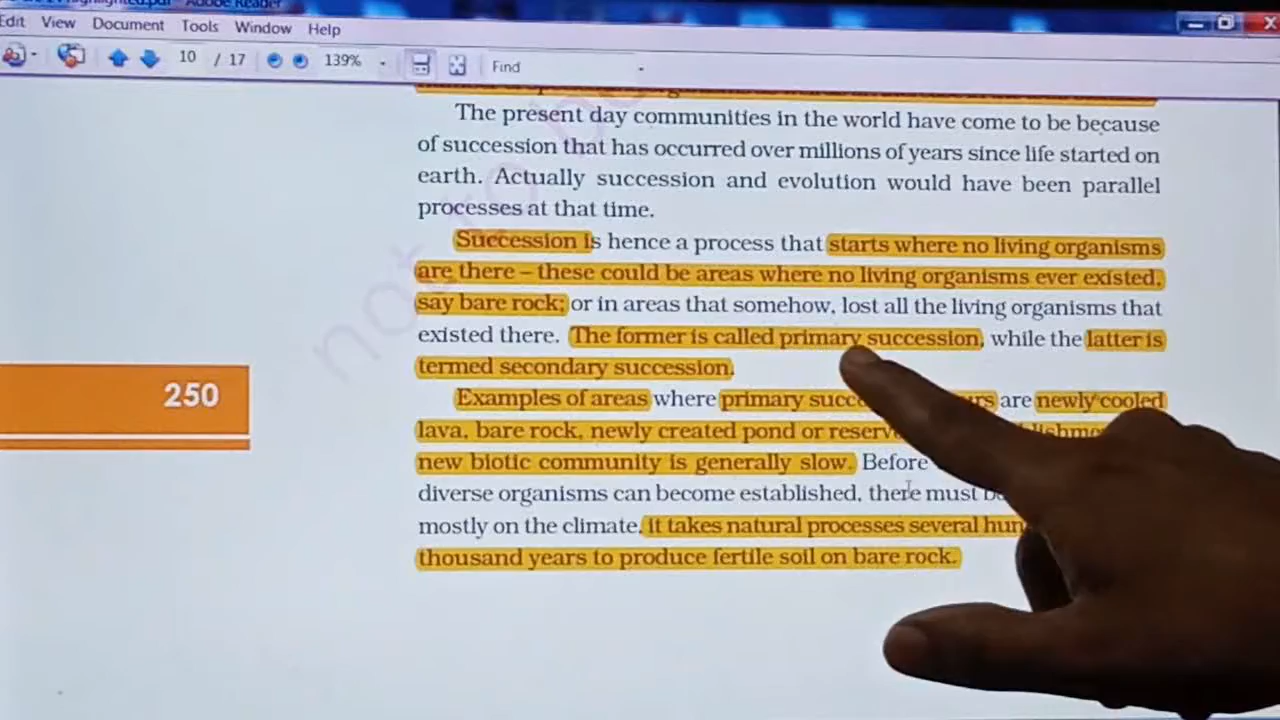 Edit View Document Tools Window Help
10 / 17 139% Find
The present day communities in the world have come to be because
of succession that has occurred over millions of years since life started on
earth. Actually succession and evolution would have been parallel
processes at that time.
Succession is hence a process that starts where no living organisms
are there – these could be areas where no living organisms ever existed,
say bare rock; or in areas that somehow, lost all the living organisms that
existed there. The former is called primary succession, while the latter is
termed secondary succession.
Examples of areas where primary succ rs are newly cooled
250
lava, bare rock, newly created pond or reserv
new biotic community is generally slow. Before
diverse organisms can become established, there must
mostly on the climate, it takes natural processes several hun
thousand years to produce fertile soil on bare rock.
not to b